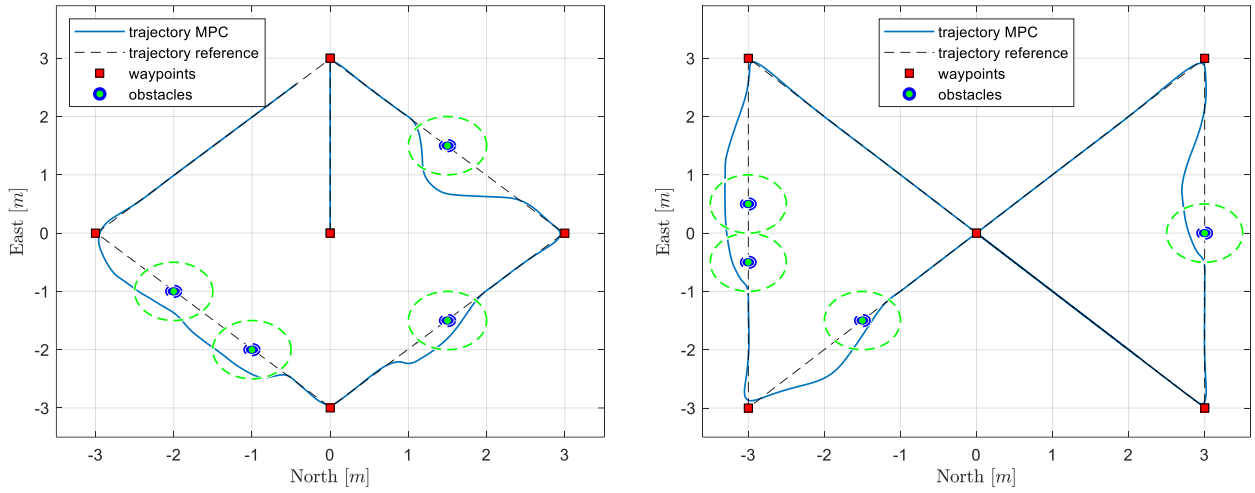 trajectory MPC
trajectory reference
waypoints
obstacles
3
2
1
0
-1
-2
-3
East [m]
-3
-2
-1
0
1
2
3
North [m]
trajectory MPC
trajectory reference
waypoints
obstacles
3
2
1
0
-1
-2
-3
East [m]
-3
-2
-1
0
1
2
3
North [m]